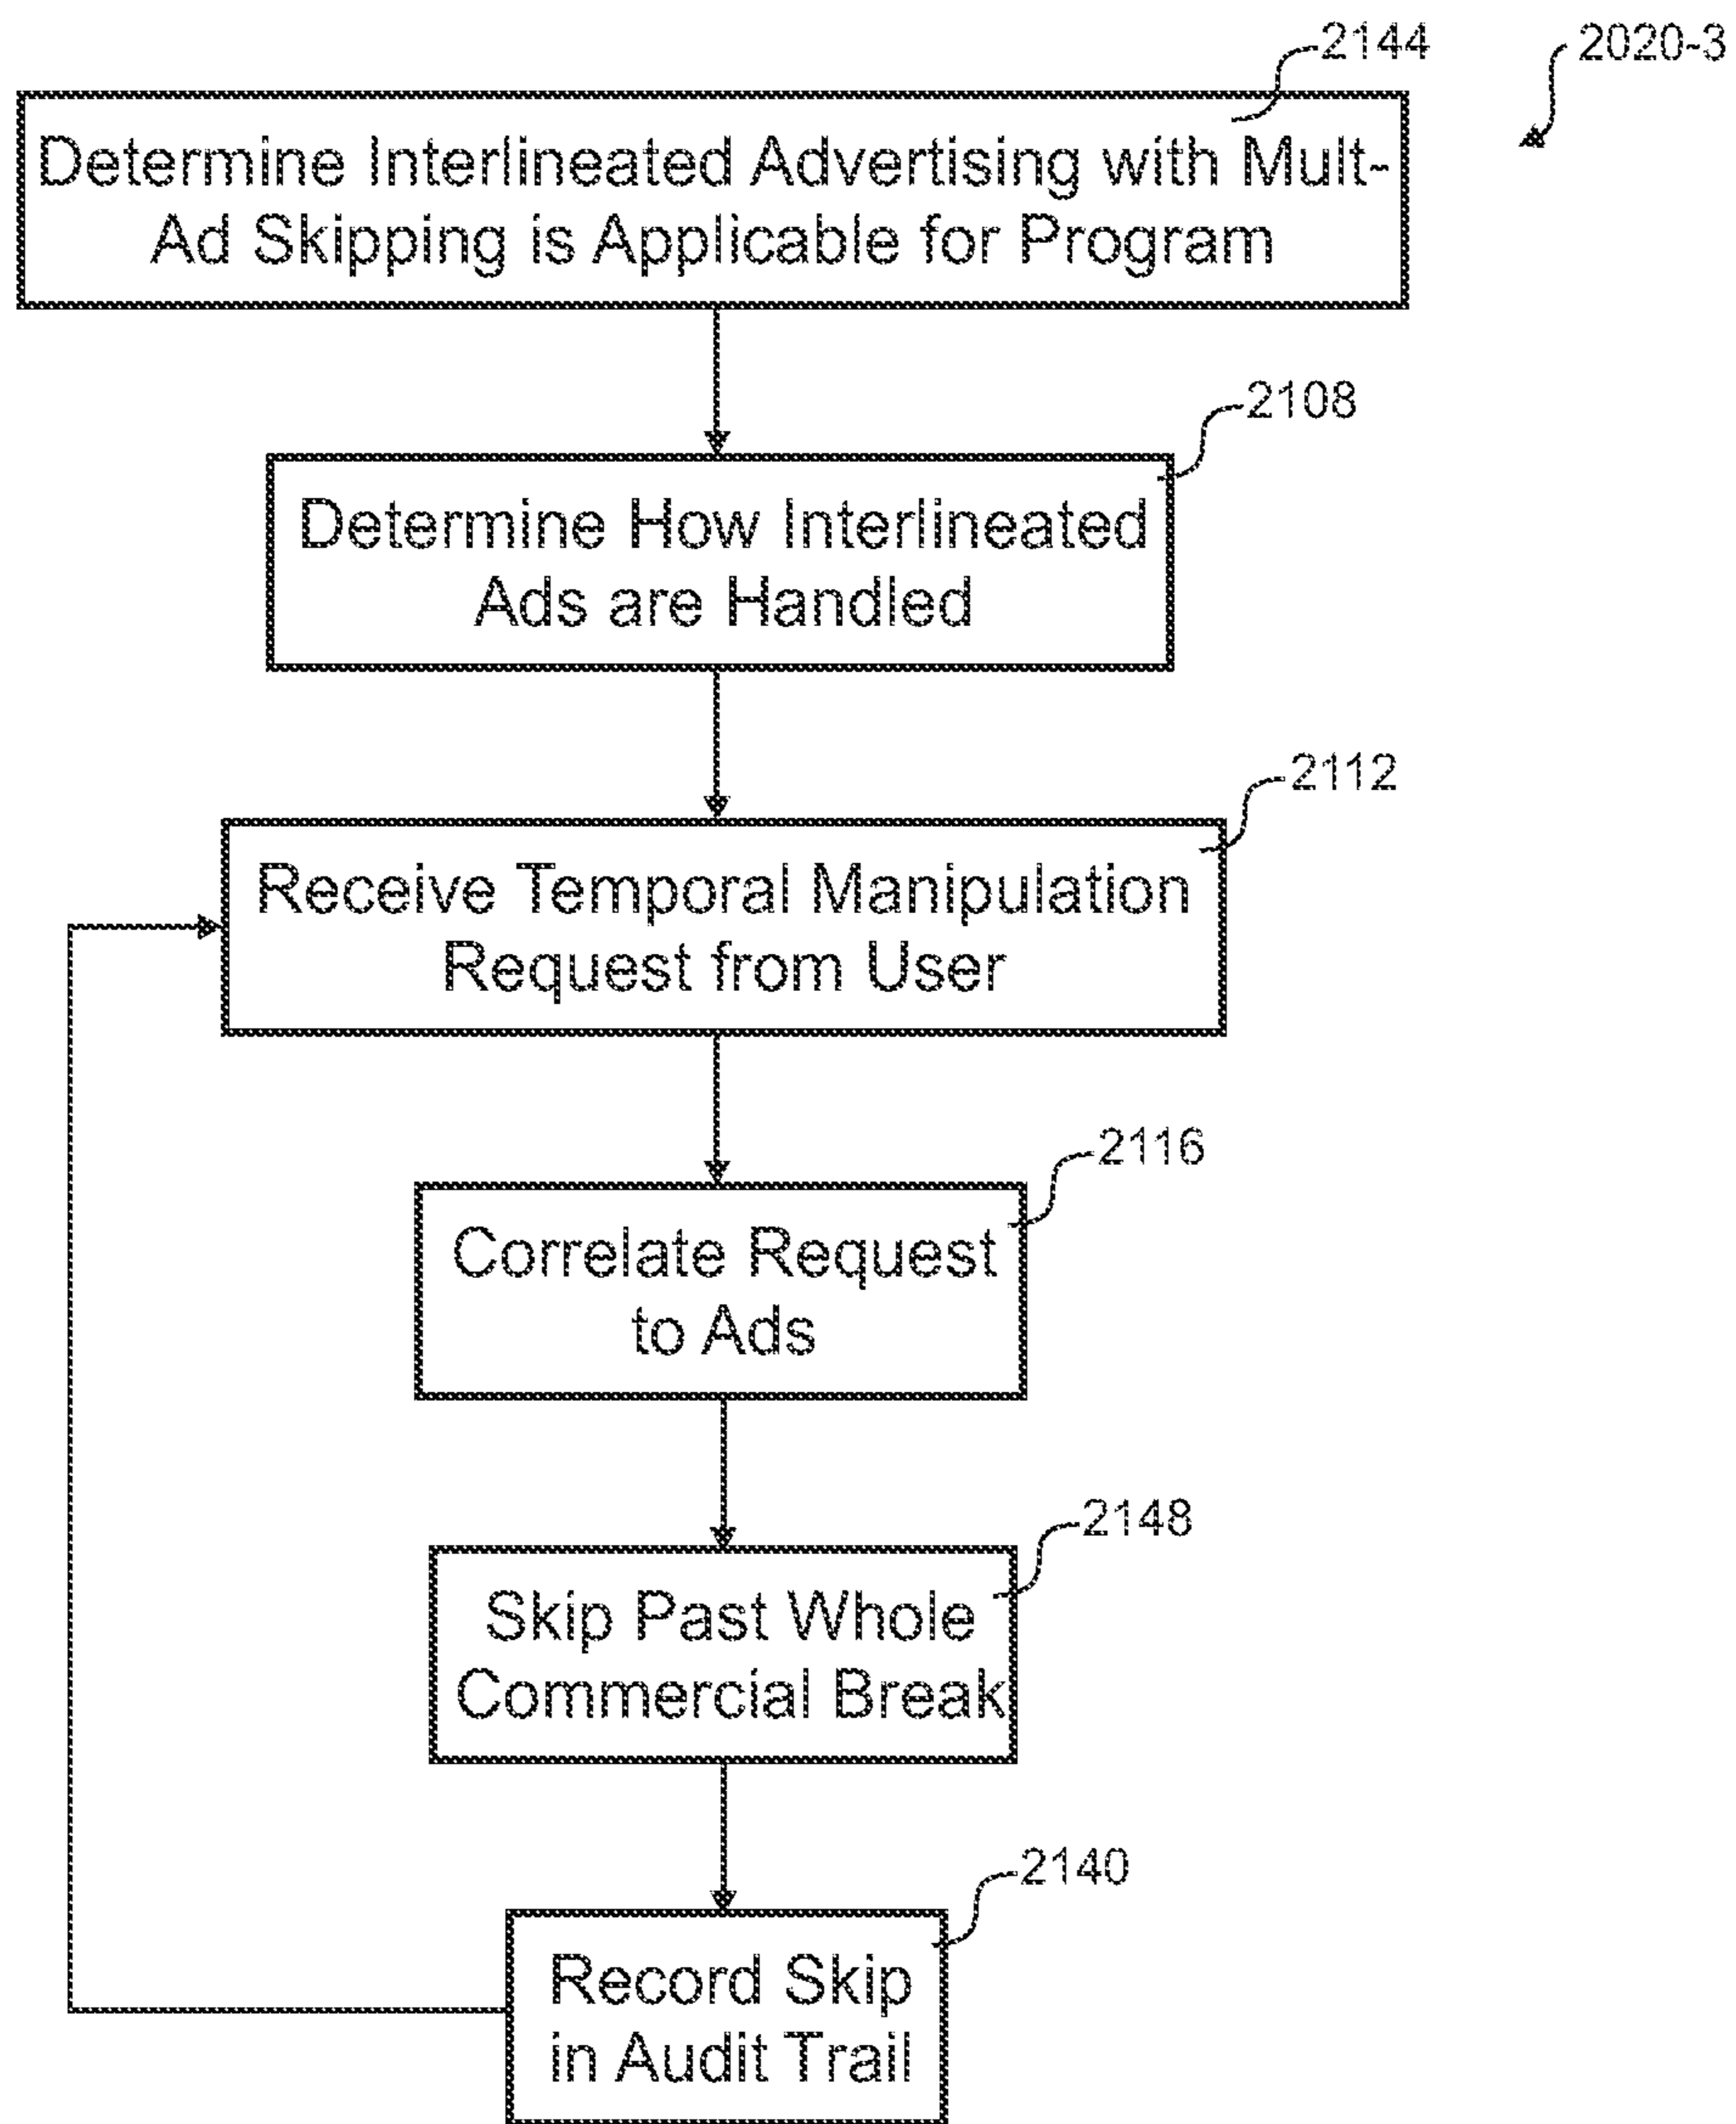 2144
2020-3
Determine Interlineated Advertising with Mult-
Ad Skipping is Applicable for Program
2108
Determine How Interlineated
Ads are Handled
2112
Receive Temporal Manipulation
Request from User
2116
Correlate Request
to Ads
2148
Skip Past Whole
Commercial Break
2140
Record Skip
in Audit Trail